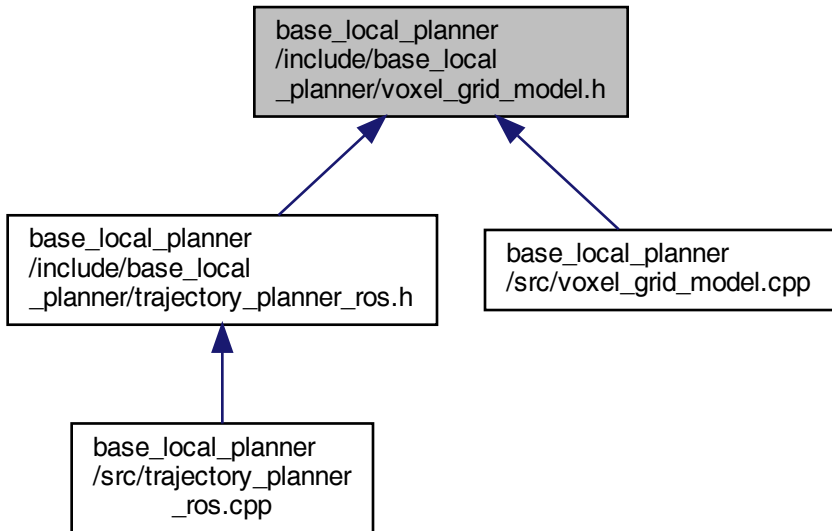 base_local_planner
/include/base_local
_planner/voxel_grid_model.h
base_local_planner
/include/base_local
_planner/trajectory_planner_ros.h
base_local_planner
/src/voxel_grid_model.cpp
base_local_planner
/src/trajectory_planner
_ros.cpp